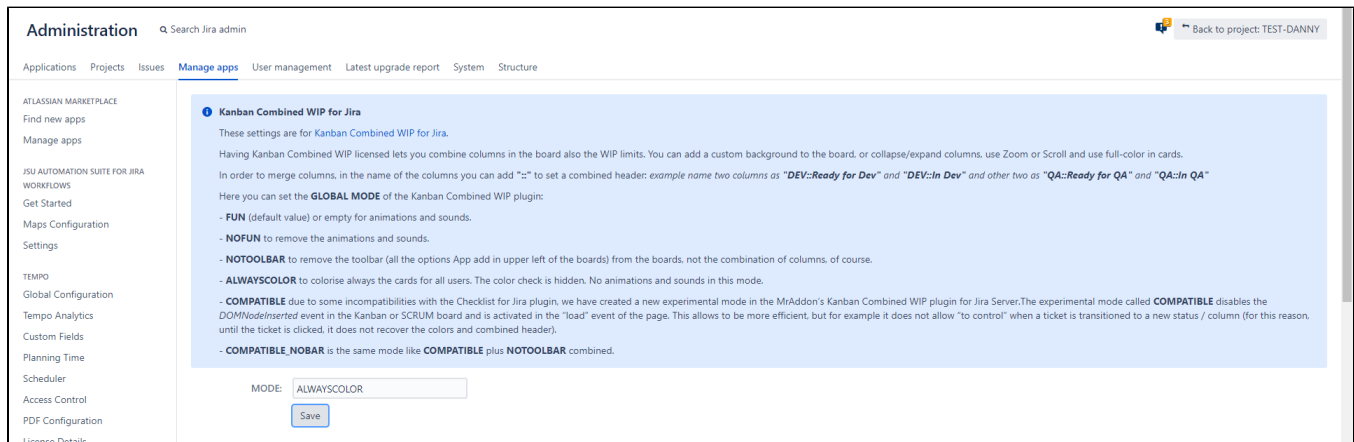 Administration
Search Jira admin
2
Back to project: TEST-DANNY
Applications Projects Issues Manage apps User management Latest upgrade report System Structure
ATLASSIAN MARKETPLACE
Find new apps
Manage apps
JSU AUTOMATION SUITE FOR JIRA
WORKFLOWS
Get Started
Maps Configuration
Settings
TEMPO
Global Configuration
Tempo Analytics
Custom Fields
Planning Time
Scheduler
Access Control
PDF Configuration
License Details
Kanban Combined WIP for Jira
These settings are for Kanban Combined WIP for Jira.
Having Kanban Combined WIP licensed lets you combine columns in the board also the WIP limits. You can add a custom background to the board, or collapse/expand columns, use Zoom or Scroll and use full-color in cards.
In order to merge columns, in the name of the columns you can add "::" to set a combined header: example name two columns as "DEV::Ready for Dev" and "DEV::In Dev" and other two as "QA::Ready for QA" and "QA::In QA"
Here you can set the GLOBAL MODE of the Kanban Combined WIP plugin:
- FUN (default value) or empty for animations and sounds.
- NOFUN to remove the animations and sounds.
- NOTOOLBAR to remove the toolbar (all the options App add in upper left of the boards) from the boards, not the combination of columns, of course.
- ALWAYSCOLOR to colorise always the cards for all users. The color check is hidden. No animations and sounds in this mode.
- COMPATIBLE due to some incompatibilities with the Checklist for Jira plugin, we have created a new experimental mode in the MrAddon's Kanban Combined WIP plugin for Jira Server.The experimental mode called COMPATIBLE disables the
DOMNodeInserted event in the Kanban or SCRUM board and is activated in the "load" event of the page. This allows to be more efficient, but for example it does not allow "to control" when a ticket is transitioned to a new status / column (for this reason,
until the ticket is clicked, it does not recover the colors and combined header).
- COMPATIBLE_NOBAR is the same mode like COMPATIBLE plus NOTOOLBAR combined.
MODE: ALWAYSCOLOR
Save